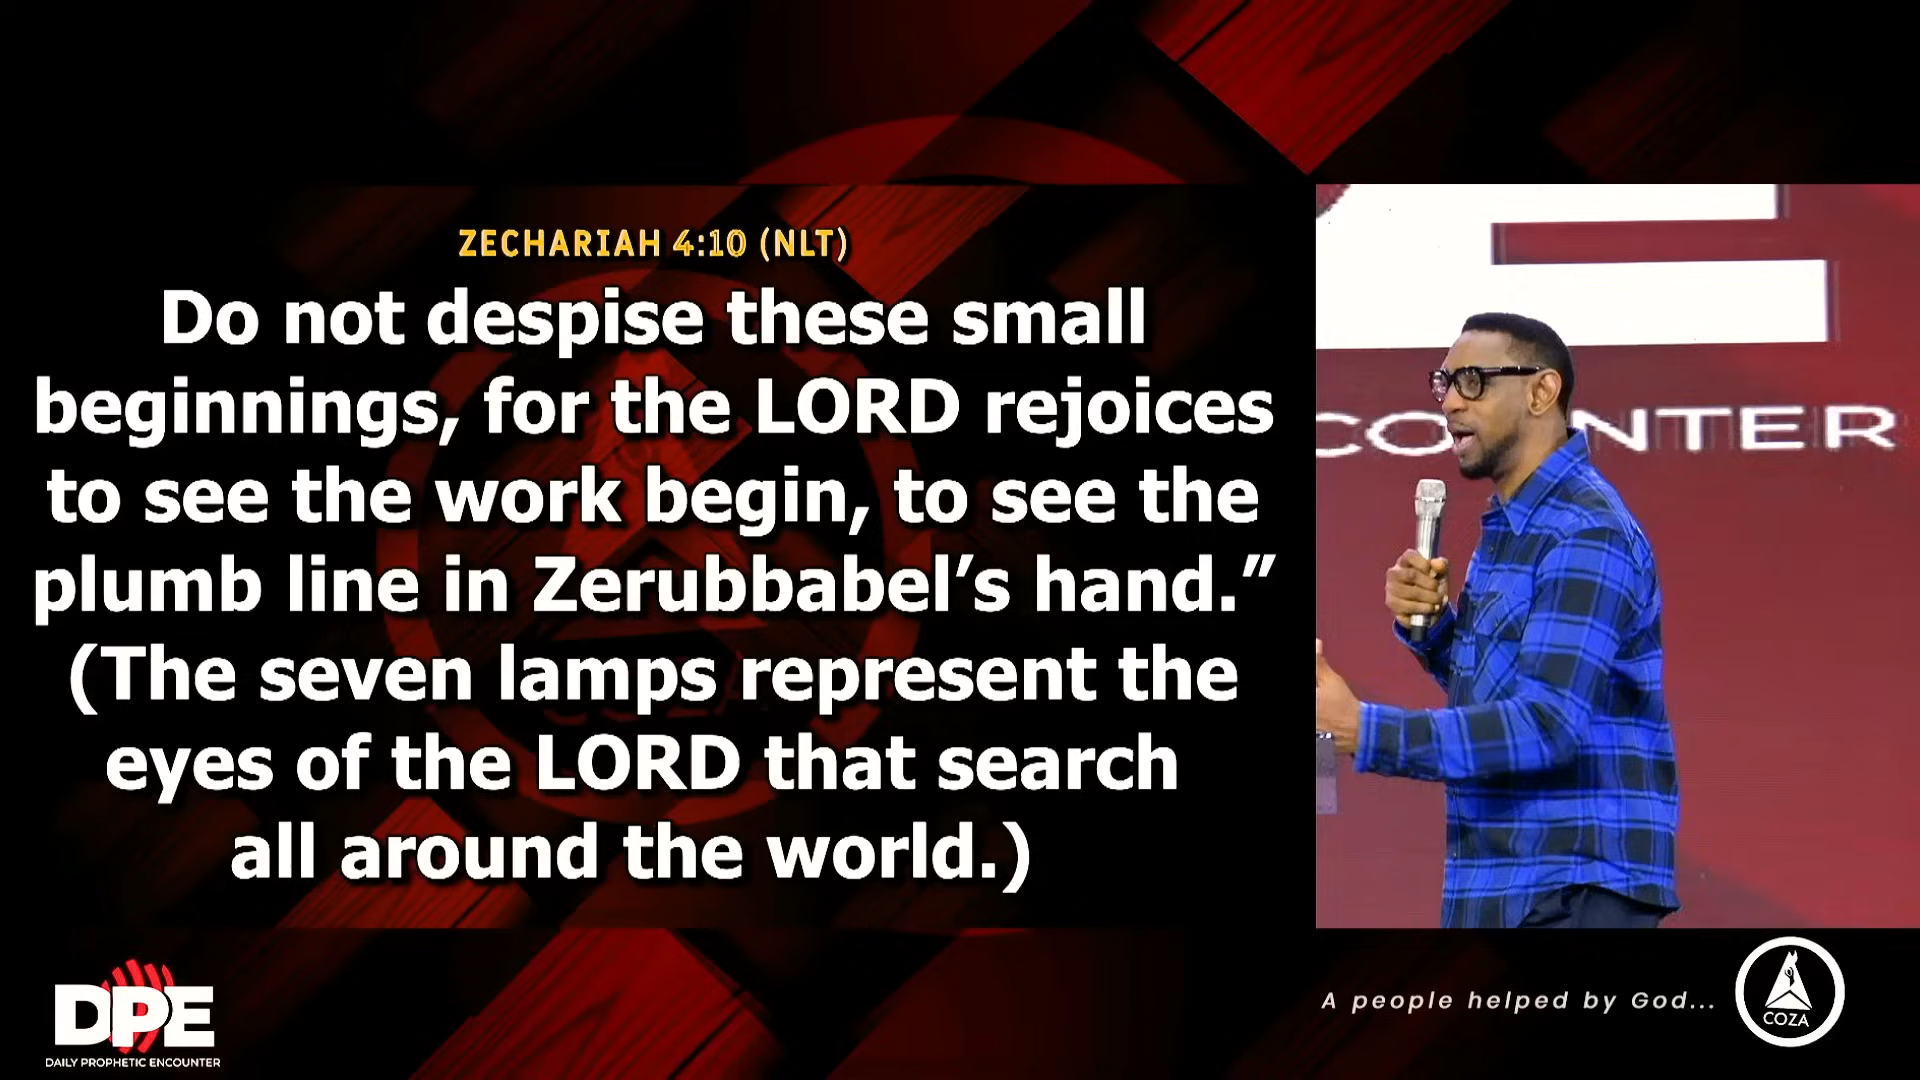 ZECHARIAH 4:10 (NLT)
Do not despise these small
beginnings, for the LORD rejoices
to see the work begin, to see the
plumb line in Zerubbabel’s hand.”
(The seven lamps represent the
eyes of the LORD that search
all around the world.)
E
CO NTER
DPE
DAILY PROPHETIC ENCOUNTER
A people helped by God...
COZA